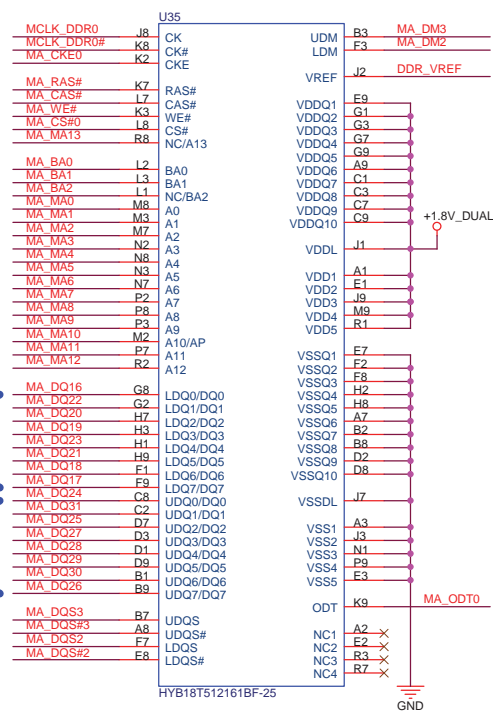 U35
MCLK_DDR0 J8 CK UDM B3 MA_DM3
MCLK_DDR0# K8 CK# LDM F3 MA_DM2
MA_CKE0 K2 CKE
VREF J2 DDR_VREF
MA_RAS# K7 RAS#
MA_CAS# L7 CAS# VDDQ1 E9
MA_WE# K3 WE# VDDQ2 G1
MA_CS#0 L8 CS# VDDQ3 G3
MA_MA13 R8 NC/A13 VDDQ4 G7
VDDQ5 G9
MA_BA0 L2 BA0 VDDQ6 A9
MA_BA1 L3 BA1 VDDQ7 C1
MA_BA2 L1 NC/BA2 VDDQ8 C3
MA_MA0 M8 A0 VDDQ9 C7
MA_MA1 M3 A1 VDDQ10 C9
+1.8V_DUAL
MA_MA2 M7 A2
MA_MA3 N2 A3 VDDL J1
MA_MA4 N8 A4
MA_MA5 N3 A5 VDD1 A1
MA_MA6 N7 A6 VDD2 E1
MA_MA7 P2 A7 VDD3 J9
MA_MA8 P8 A8 VDD4 M9
MA_MA9 P3 A9 VDD5 R1
MA_MA10 M2 A10/AP
MA_MA11 P7 A11 VSSQ1 E7
MA_MA12 R2 A12 VSSQ2 F2
VSSQ3 F8
MA_DQ16 G8 LDQ0/DQ0 VSSQ4 H2
MA_DQ22 G2 LDQ1/DQ1 VSSQ5 H8
MA_DQ20 H7 LDQ2/DQ2 VSSQ6 A7
MA_DQ19 H3 LDQ3/DQ3 VSSQ7 B2
MA_DQ23 H1 LDQ4/DQ4 VSSQ8 B8
MA_DQ21 H9 LDQ5/DQ5 VSSQ9 D2
MA_DQ18 F1 LDQ6/DQ6 VSSQ10 D8
MA_DQ17 F9 LDQ7/DQ7
MA_DQ24 C8 UDQ0/DQ0 VSSDL J7
MA_DQ31 C2 UDQ1/DQ1
MA_DQ25 D7 UDQ2/DQ2 VSS1 A3
MA_DQ27 D3 UDQ3/DQ3 VSS2 J3
MA_DQ28 D1 UDQ4/DQ4 VSS3 N1
MA_DQ29 D9 UDQ5/DQ5 VSS4 P9
MA_DQ30 B1 UDQ6/DQ6 VSS5 E3
MA_DQ26 B9 UDQ7/DQ7
ODT K9 MA_ODT0
MA_DQS3 B7 UDQS
MA_DQS#3 A8 UDQS# NC1 A2
MA_DQS2 F7 LDQS NC2 E2
MA_DQS#2 E8 LDQS# NC3 R3
NC4 R7
HYB18T512161BF-25
GND